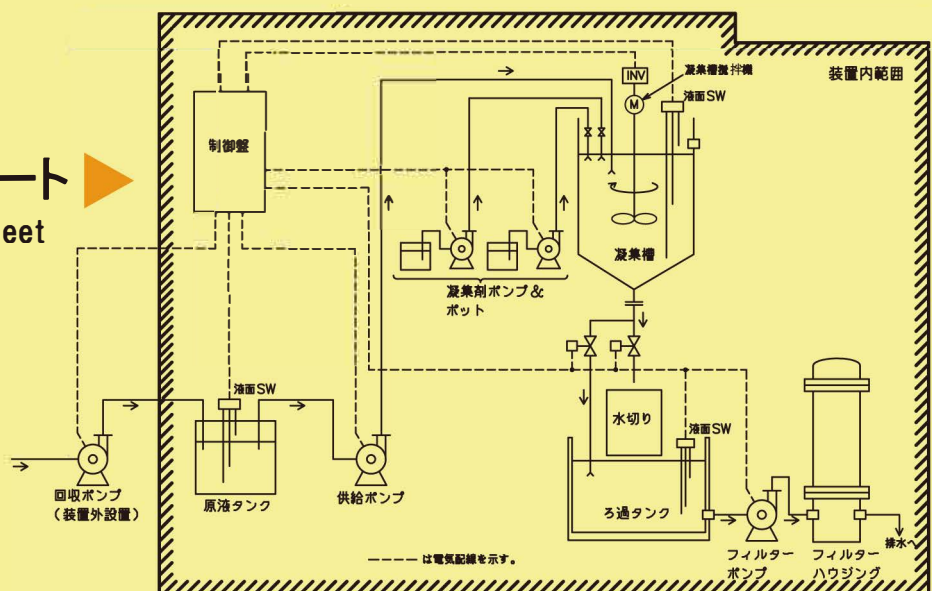 ート
eet
装置内範囲
制御盤
INV
M
凝集槽撹拌機
液面SW
凝集槽
凝集剤ポンプ&
ポット
液面SW
水切り
液面SW
回収ポンプ
(装置外設置)
原液タンク
供給ポンプ
ろ過タンク
フィルター
ポンプ
フィルター
ハウジング
排水へ
は電気配線を示す。